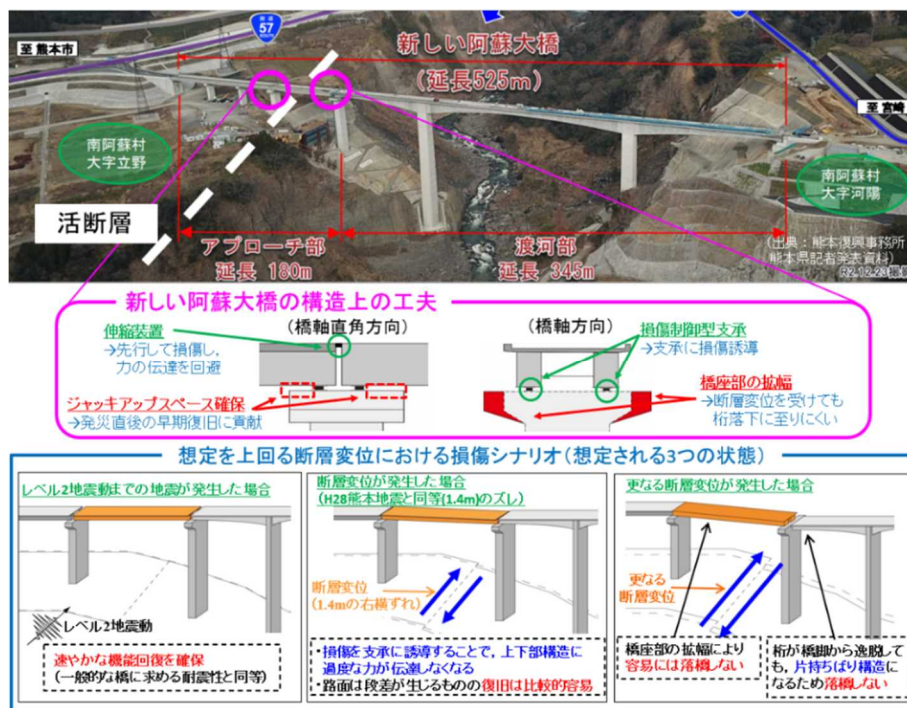 国道
57
ROUTE
至 熊本市
新しい阿蘇大橋
(延長525m)
至 宮崎
南阿蘇村
大字立野
南阿蘇村
大字河陽
活断層
アプローチ部
延長 180m
渡河部
延長 345m
(出典:熊本復興事務所
熊本県記者発表資料)
R2.12.23撮影
新しい阿蘇大橋の構造上の工夫
伸縮装置
→先行して損傷し,
力の伝達を回避
(橋軸直角方向)
(橋軸方向)
損傷制御型支承
→支承に損傷誘導
ジャッキアップスペース確保
→発災直後の早期復旧に貢献
橋座部の拡幅
→断層変位を受けても
桁落下に至りにくい
想定を上回る断層変位における損傷シナリオ(想定される3つの状態)
レベル2地震動までの地震が発生した場合
レベル2地震動
速やかな機能回復を確保
(一般的な橋に求める耐震性と同等)
断層変位が発生した場合
(H28熊本地震と同等(1.4m)のズレ)
断層変位
(1.4mの右横ずれ)
・損傷を支承に誘導することで,上下部構造に
過度な力が伝達しなくなる
・路面は段差が生じるものの復旧は比較的容易
更なる断層変位が発生した場合
更なる
断層変位
橋座部の拡幅により
容易には落橋しない
桁が橋脚から逸脱して
も,片持ちばり構造に
なるため落橋しない